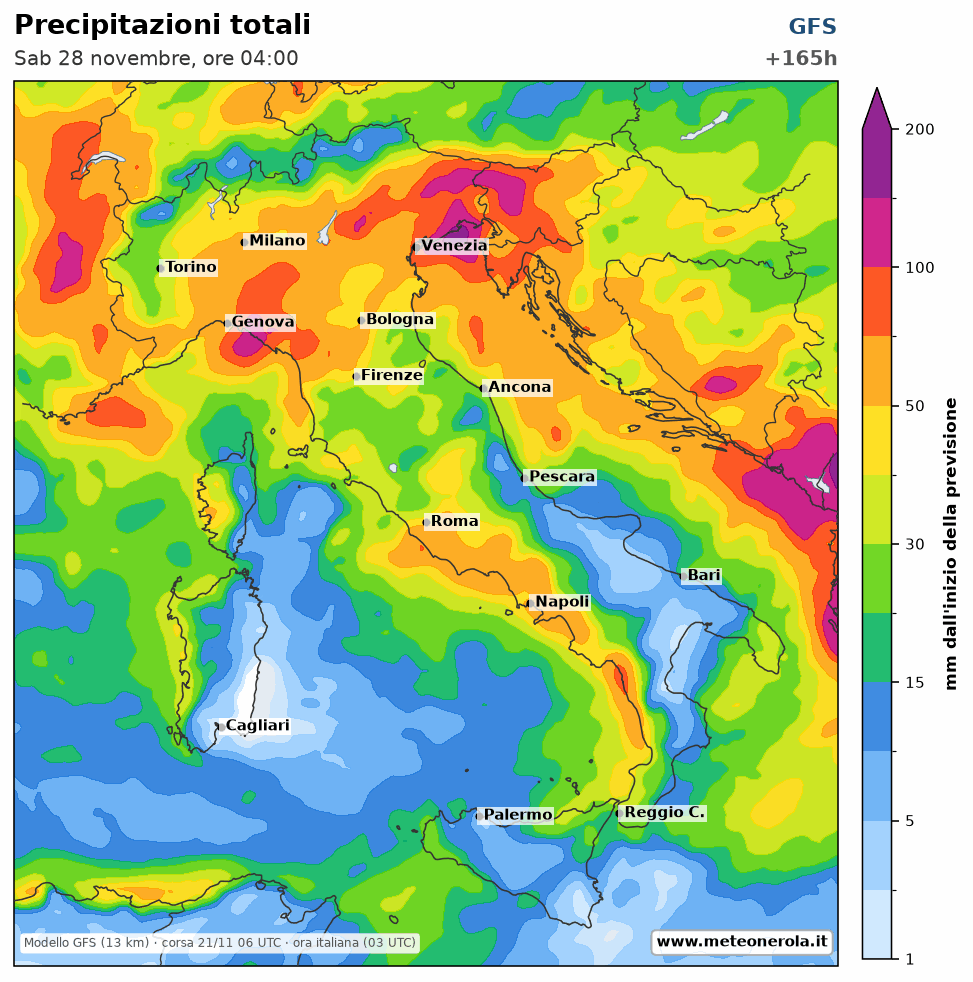 Precipitazioni totali
GFS
Sab 28 novembre, ore 04:00
+165h
Milano
Venezia
Torino
Genova
Bologna
Firenze
Ancona
Pescara
Roma
Bari
Napoli
Cagliari
Palermo
Reggio C.
200
100
50
30
15
5
1
mm dall'inizio della previsione
Modello GFS (13 km) · corsa 21/11 06 UTC · ora italiana (03 UTC)
www.meteonerola.it